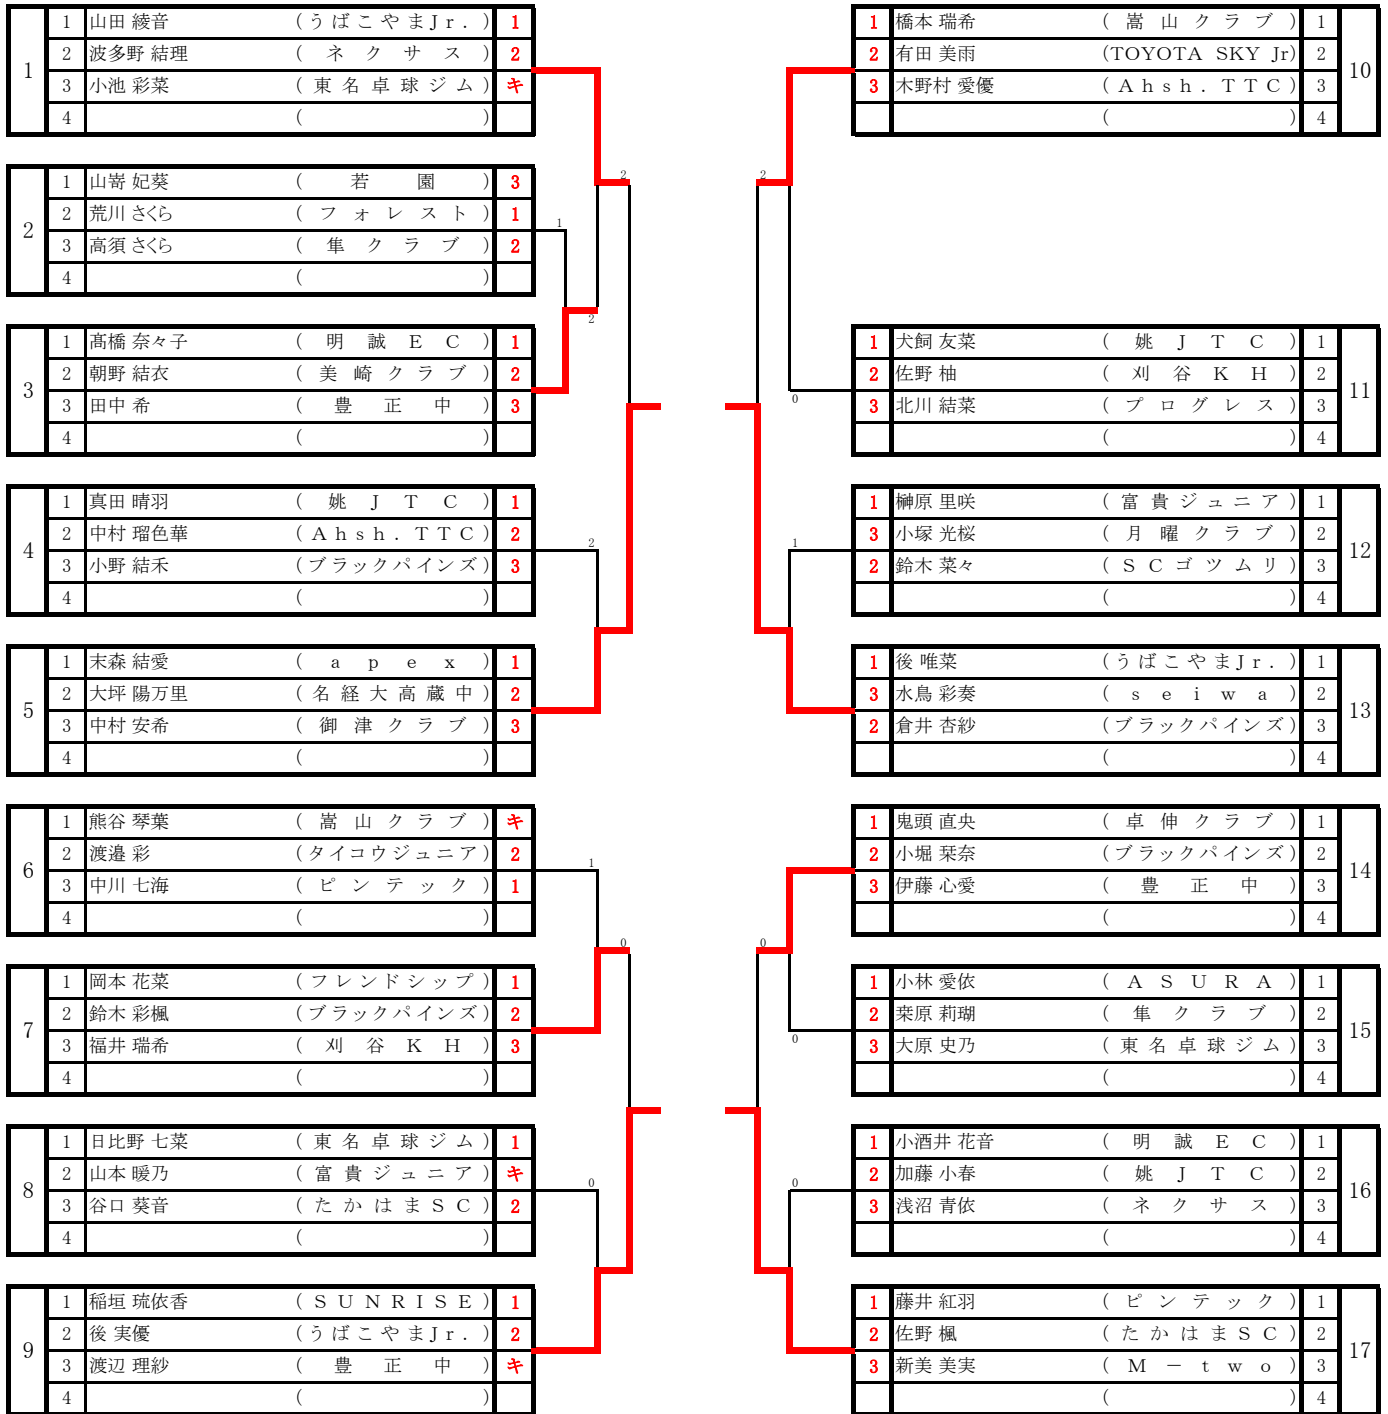 1 1 山田 綾音 (うばこやまJr.) 1
2 波多野 結理 (ネクサス) 2
3 小池 彩菜 (東名卓球ジム) キ
4 ( )
2 1 山嵜 妃葵 (若園) 3
2 荒川 さくら (フォレスト) 1
3 高須 さくら (隼クラブ) 2
4 ( )
3 1 髙橋 奈々子 (明誠EC) 1
2 朝野 結衣 (美崎クラブ) 2
3 田中 希 (豊正中) 3
4 ( )
4 1 真田 晴羽 (姚JTC) 1
2 中村 瑠色華 (Ahsh.TTC) 2
3 小野 結禾 (ブラックパインズ) 3
4 ( )
5 1 末森 結愛 (apex) 1
2 大坪 陽万里 (名経大高蔵中) 2
3 中村 安希 (御津クラブ) 3
4 ( )
6 1 熊谷 琴葉 (嵩山クラブ) キ
2 渡邉 彩 (タイコウジュニア) 2
3 中川 七海 (ピンテック) 1
4 ( )
7 1 岡本 花菜 (フレンドシップ) 1
2 鈴木 彩楓 (ブラックパインズ) 2
3 福井 瑞希 (刈谷KH) 3
4 ( )
8 1 日比野 七菜 (東名卓球ジム) 1
2 山本 暖乃 (富貴ジュニア) キ
3 谷口 葵音 (たかはまSC) 2
4 ( )
9 1 稲垣 琉依香 (SUNRISE) 1
2 後 実優 (うばこやまJr.) 2
3 渡辺 理紗 (豊正中) キ
4 ( )
2
1
2
2
1
0
0
2
0
1
0
0
0
1 橋本 瑞希 (嵩山クラブ) 1 10
2 有田 美雨 (TOYOTA SKY Jr) 2
3 木野村 愛優 (Ahsh.TTC) 3
( ) 4
1 犬飼 友菜 (姚JTC) 1 11
2 佐野 柚 (刈谷KH) 2
3 北川 結菜 (プログレス) 3
( ) 4
1 榊原 里咲 (富貴ジュニア) 1 12
3 小塚 光桜 (月曜クラブ) 2
2 鈴木 菜々 (SCゴツムリ) 3
( ) 4
1 後 唯菜 (うばこやまJr.) 1 13
3 水鳥 彩奏 (seiwa) 2
2 倉井 杏紗 (ブラックパインズ) 3
( ) 4
1 鬼頭 直央 (卓伸クラブ) 1 14
2 小堀 栞奈 (ブラックパインズ) 2
3 伊藤 心愛 (豊正中) 3
( ) 4
1 小林 愛依 (ASURA) 1 15
2 桒原 莉瑚 (隼クラブ) 2
3 大原 史乃 (東名卓球ジム) 3
( ) 4
1 小酒井 花音 (明誠EC) 1 16
2 加藤 小春 (姚JTC) 2
3 浅沼 青依 (ネクサス) 3
( ) 4
1 藤井 紅羽 (ピンテック) 1 17
2 佐野 楓 (たかはまSC) 2
3 新美 美実 (M-two) 3
( ) 4